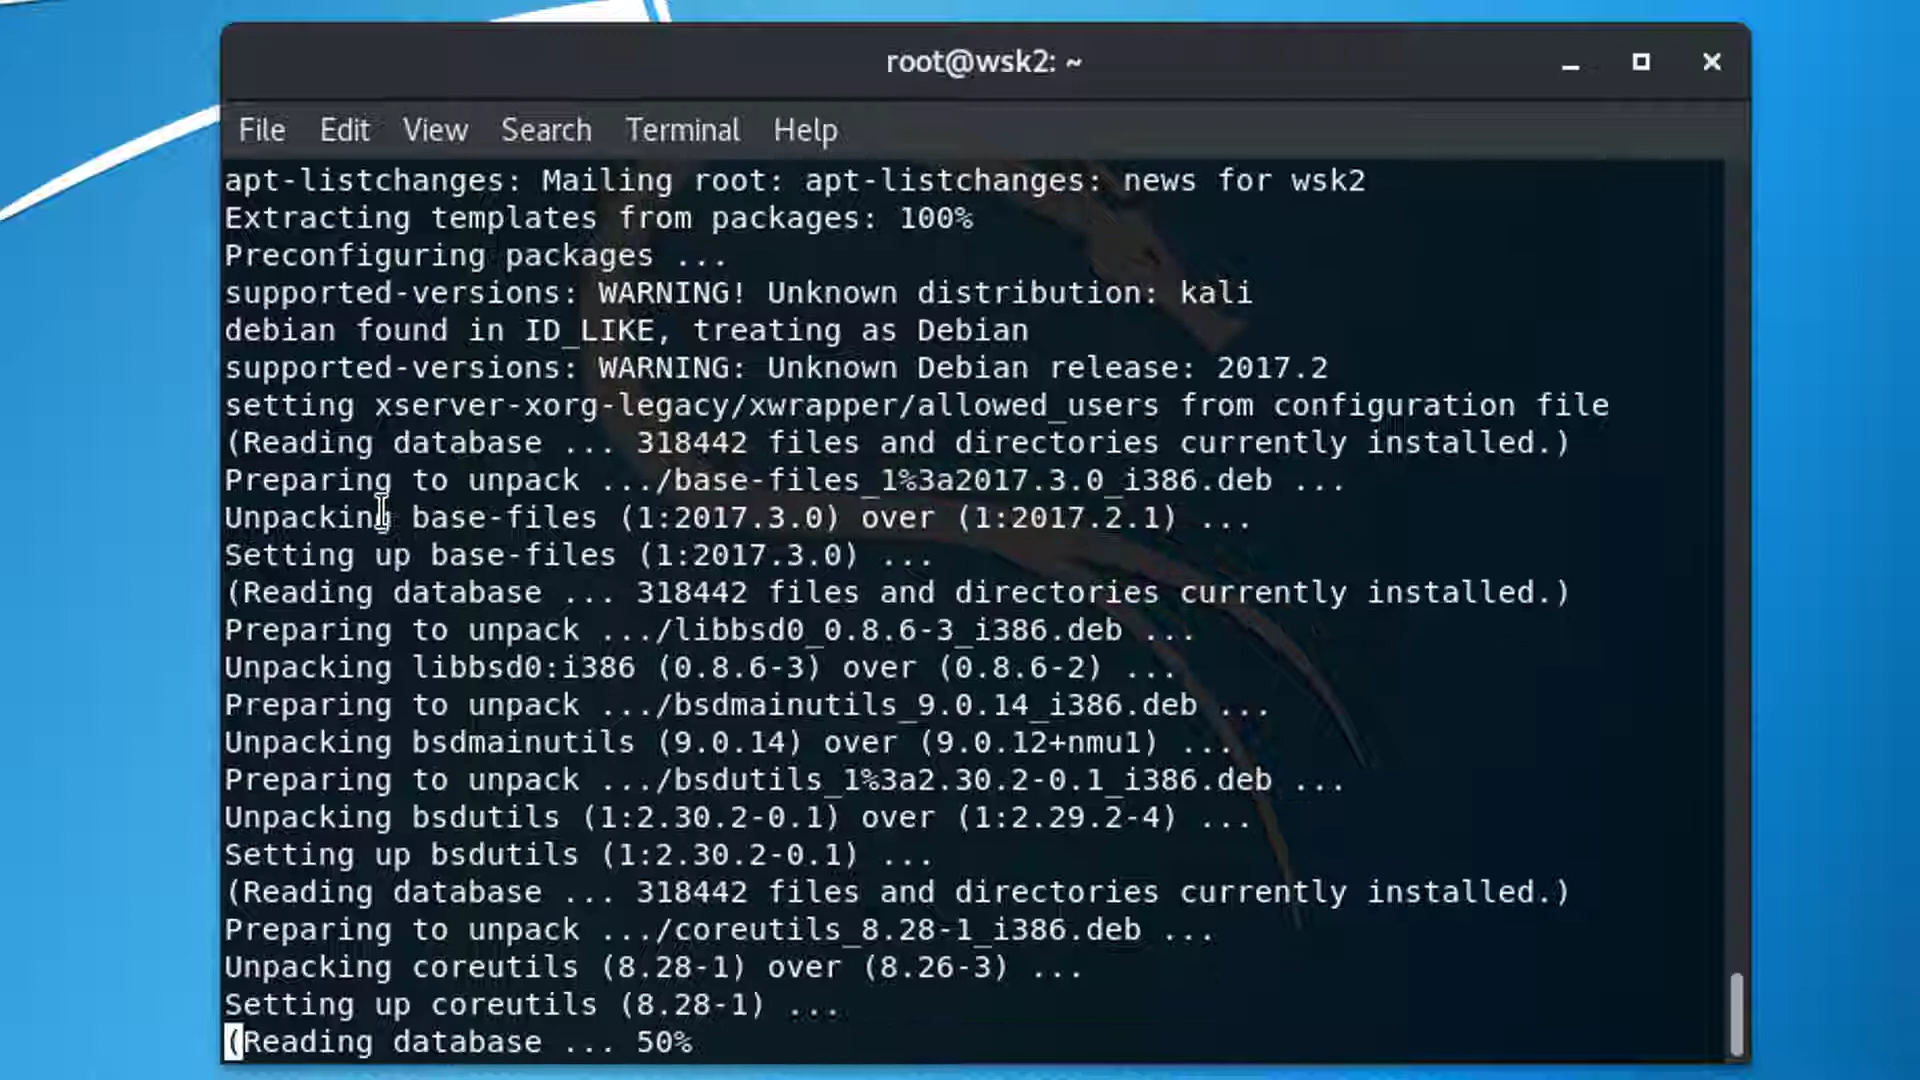 root@wsk2: ~
File Edit View Search Terminal Help
apt-listchanges: Mailing root: apt-listchanges: news for wsk2
Extracting templates from packages: 100%
Preconfiguring packages ...
supported-versions: WARNING! Unknown distribution: kali
debian found in ID_LIKE, treating as Debian
supported-versions: WARNING: Unknown Debian release: 2017.2
setting xserver-xorg-legacy/xwrapper/allowed_users from configuration file
(Reading database ... 318442 files and directories currently installed.)
Preparing to unpack .../base-files_1%3a2017.3.0_i386.deb ...
Unpacking base-files (1:2017.3.0) over (1:2017.2.1) ...
Setting up base-files (1:2017.3.0) ...
(Reading database ... 318442 files and directories currently installed.)
Preparing to unpack .../libbsd0_0.8.6-3_i386.deb ...
Unpacking libbsd0:i386 (0.8.6-3) over (0.8.6-2) ...
Preparing to unpack .../bsdmainutils_9.0.14_i386.deb ...
Unpacking bsdmainutils (9.0.14) over (9.0.12+nmu1) ...
Preparing to unpack .../bsdutils_1%3a2.30.2-0.1_i386.deb ...
Unpacking bsdutils (1:2.30.2-0.1) over (1:2.29.2-4) ...
Setting up bsdutils (1:2.30.2-0.1) ...
(Reading database ... 318442 files and directories currently installed.)
Preparing to unpack .../coreutils_8.28-1_i386.deb ...
Unpacking coreutils (8.28-1) over (8.26-3) ...
Setting up coreutils (8.28-1) ...
(Reading database ... 50%